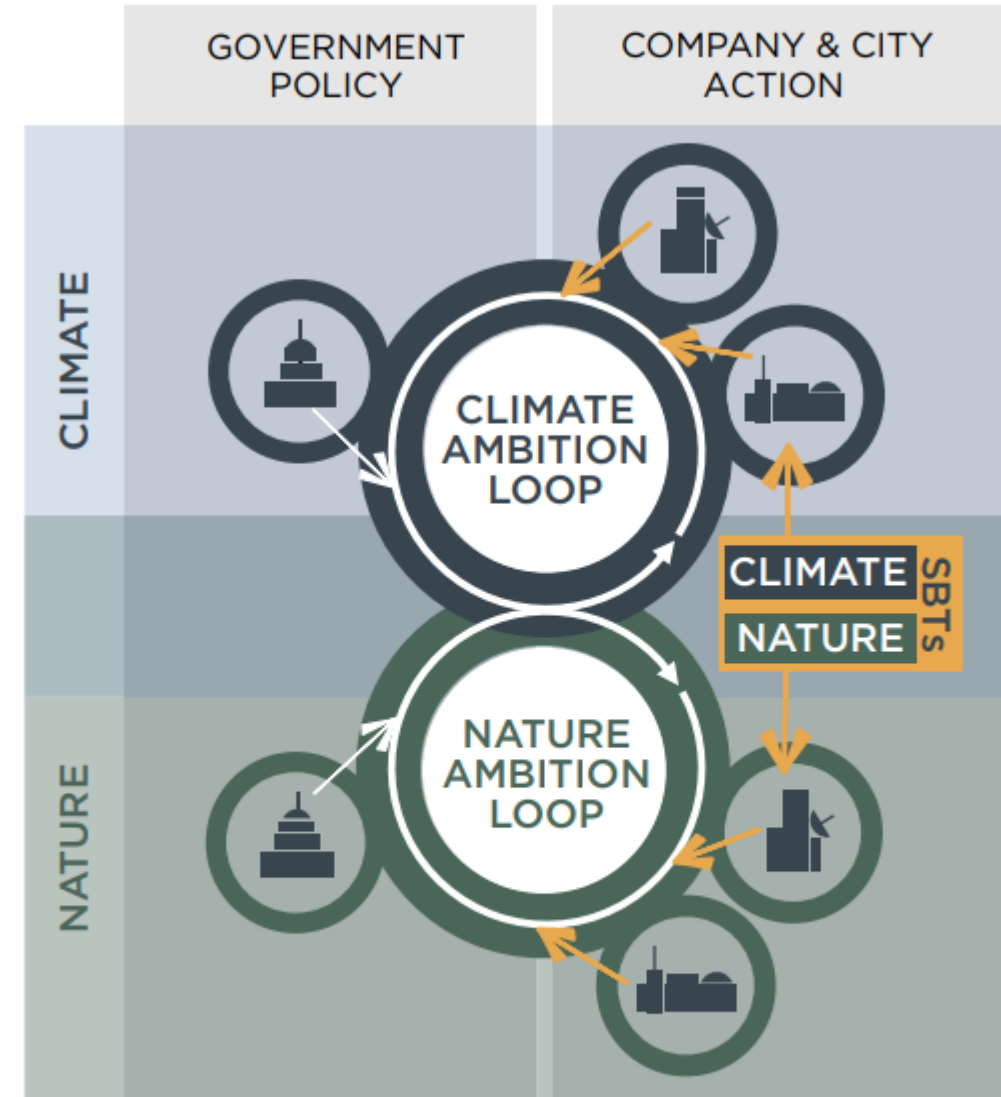 GOVERNMENT
POLICY
COMPANY & CITY
ACTION
CLIMATE
CLIMATE
AMBITION
LOOP
CLIMATE
NATURE
SBTs
NATURE
NATURE
AMBITION
LOOP